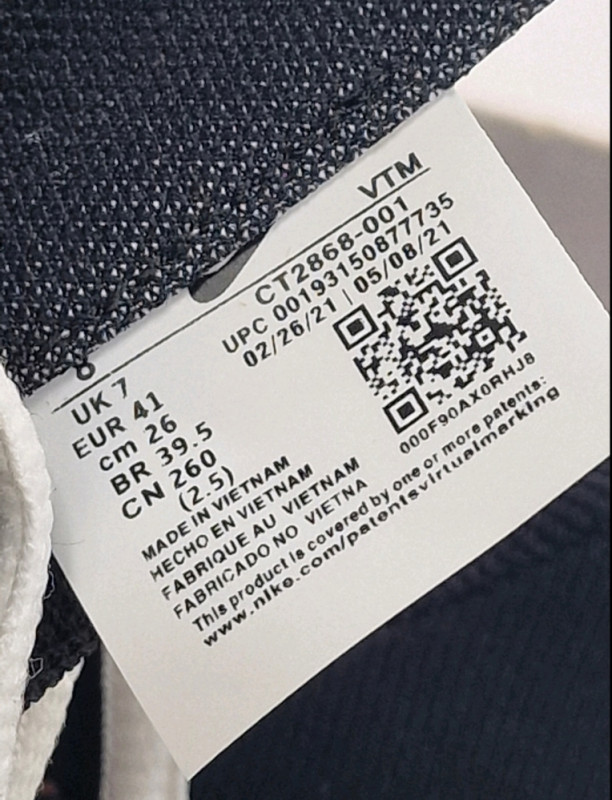 VTM
CT2868-001
UPC 00193150877735
02/26/21 | 05/08/21
UK 7
EUR 41
cm 26
BR 39.5
CN 260
(2.5)
000F90AX0RHJ8
MADE IN VIETNAM
HECHO EN VIETNAM
FABRIQUE AU VIETNAM
FABRICADO NO VIETNA
This product is covered by one or more patents:
www.nike.com/patentsvirtualmarking